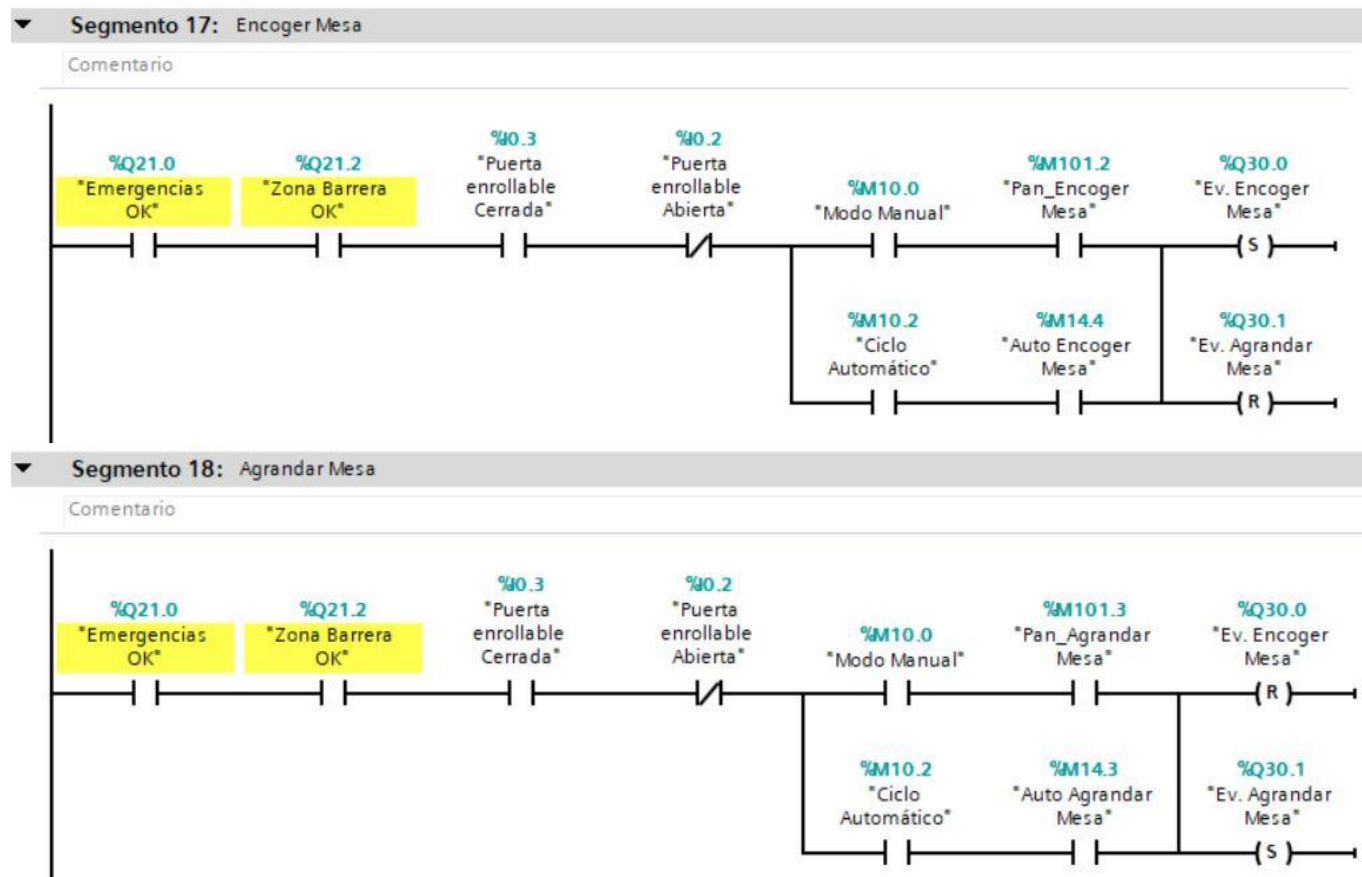 Segmento 17: Encoger Mesa
Comentario
%Q21.0
"Emergencias
OK"
%Q21.2
"Zona Barrera
OK"
%I0.3
"Puerta
enrollable
Cerrada"
%I0.2
"Puerta
enrollable
Abierta"
%M10.0
"Modo Manual"
%M101.2
"Pan_Encoger
Mesa"
%Q30.0
"Ev. Encoger
Mesa"
S
%M10.2
"Ciclo
Automático"
%M14.4
"Auto Encoger
Mesa"
%Q30.1
"Ev. Agrandar
Mesa"
R
Segmento 18: Agrandar Mesa
Comentario
%Q21.0
"Emergencias
OK"
%Q21.2
"Zona Barrera
OK"
%I0.3
"Puerta
enrollable
Cerrada"
%I0.2
"Puerta
enrollable
Abierta"
%M10.0
"Modo Manual"
%M101.3
"Pan_Agrandar
Mesa"
%Q30.0
"Ev. Encoger
Mesa"
R
%M10.2
"Ciclo
Automático"
%M14.3
"Auto Agrandar
Mesa"
%Q30.1
"Ev. Agrandar
Mesa"
S